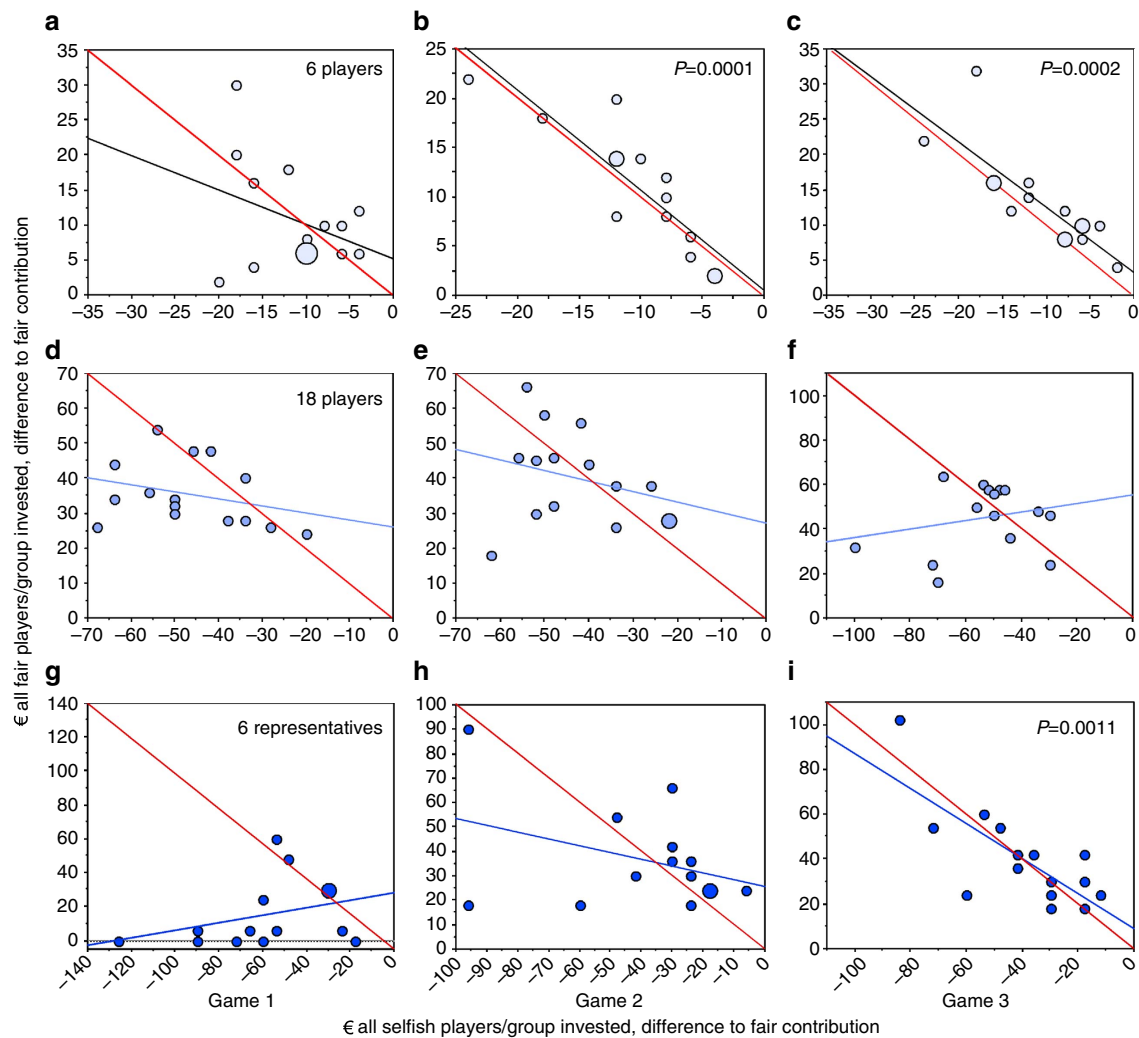 € all fair players/group invested, difference to fair contribution
a
6 players
35
30
25
20
15
10
5
0
−35 −30 −25 −20 −15 −10 −5 0
b
P=0.0001
25
20
15
10
5
0
−25 −20 −15 −10 −5 0
c
P=0.0002
35
30
25
20
15
10
5
0
−35 −30 −25 −20 −15 −10 −5 0
d
18 players
70
60
50
40
30
20
10
0
−70 −60 −50 −40 −30 −20 −10 0
e
70
60
50
40
30
20
10
0
−70 −60 −50 −40 −30 −20 −10 0
f
100
80
60
40
20
0
−100 −80 −60 −40 −20 0
g
6 representatives
140
120
100
80
60
40
20
0
−140 −120 −100 −80 −60 −40 −20 0
Game 1
h
100
90
80
70
60
50
40
30
20
10
0
−100 −90 −80 −70 −60 −50 −40 −30 −20 −10 0
Game 2
i
P=0.0011
100
80
60
40
20
0
−100 −80 −60 −40 −20 0
Game 3
€ all selfish players/group invested, difference to fair contribution